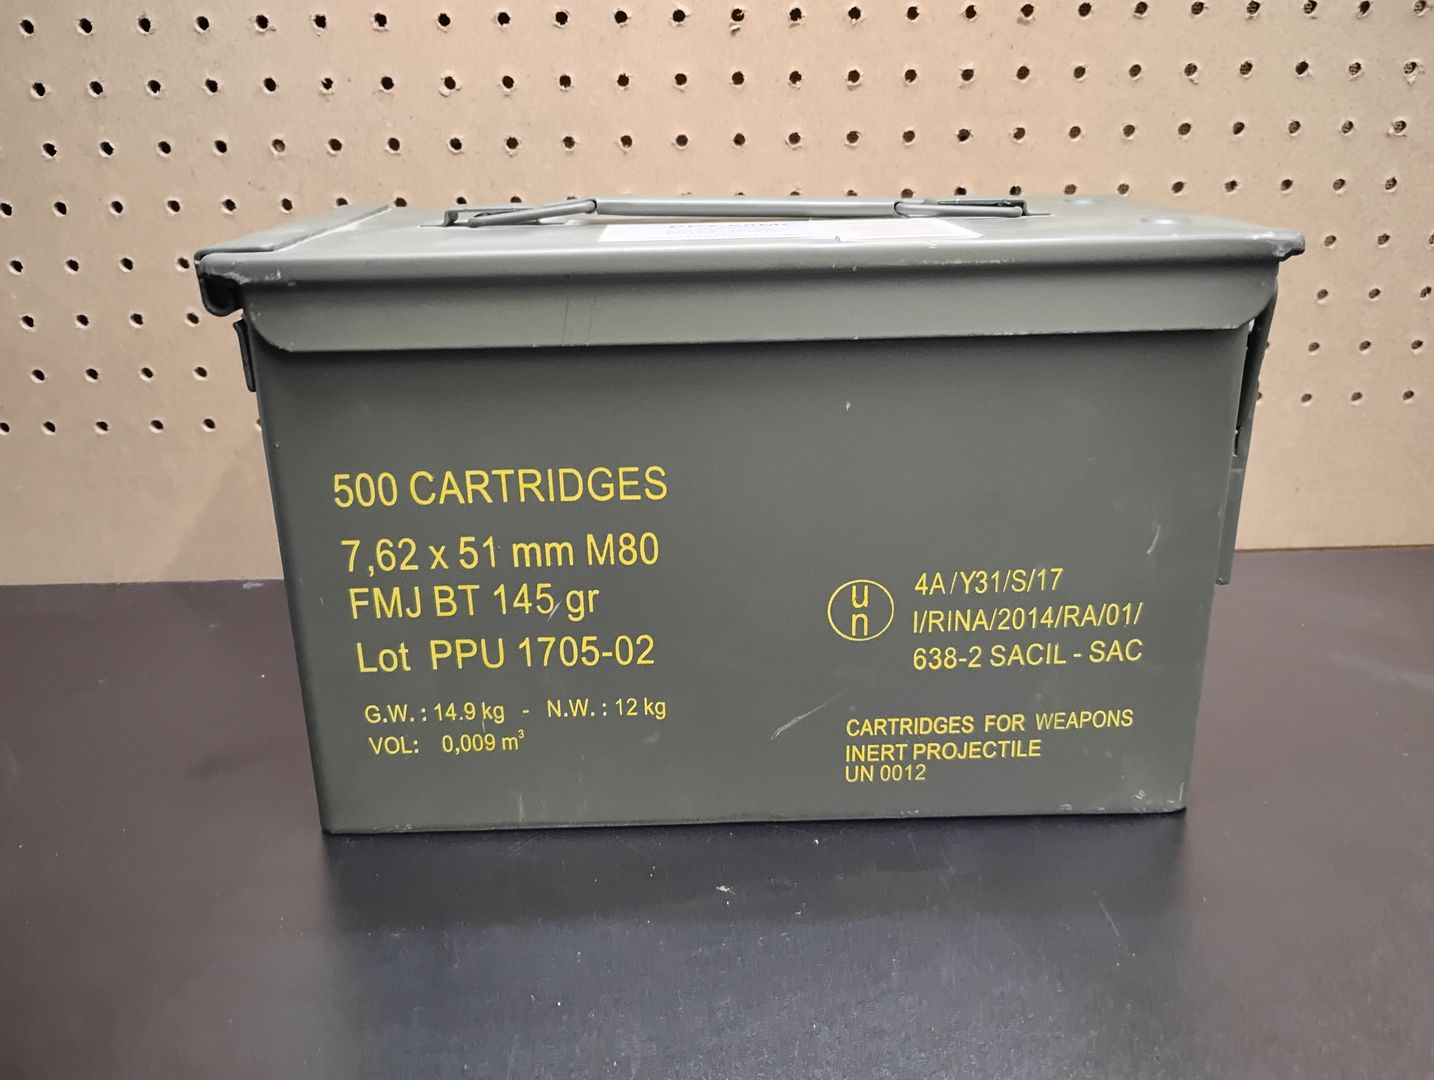 500 CARTRIDGES
7,62 x 51 mm M80
FMJ BT 145 gr
Lot PPU 1705-02
G.W. : 14.9 kg - N.W. : 12 kg
VOL: 0,009 m³
un
4A/Y31/S/17
I/RINA/2014/RA/01/
638-2 SACIL - SAC
CARTRIDGES FOR WEAPONS
INERT PROJECTILE
UN 0012